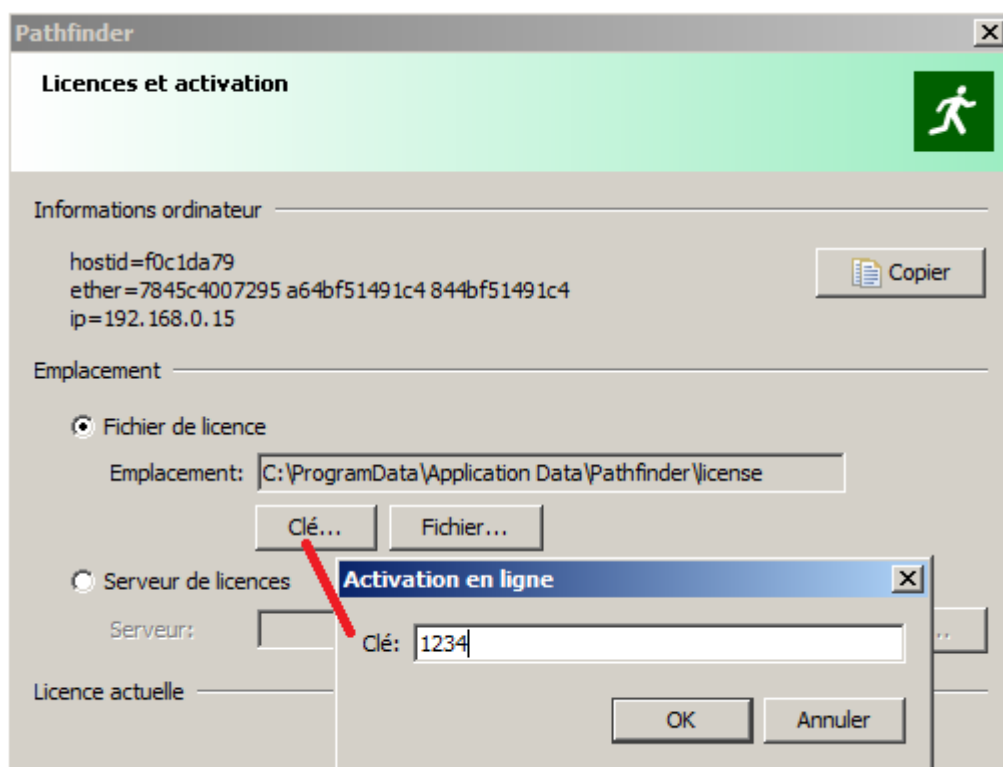 Pathfinder
Licences et activation
Informations ordinateur
hostid=f0c1da79
ether=7845c4007295 a64bf51491c4 844bf51491c4
ip=192.168.0.15
Copier
Emplacement
Fichier de licence
Emplacement: C:\ProgramData\Application Data\Pathfinder\license
Clé... Fichier...
Serveur de licences
Serveur:
Activation en ligne
Clé: 1234
Licence actuelle
OK Annuler